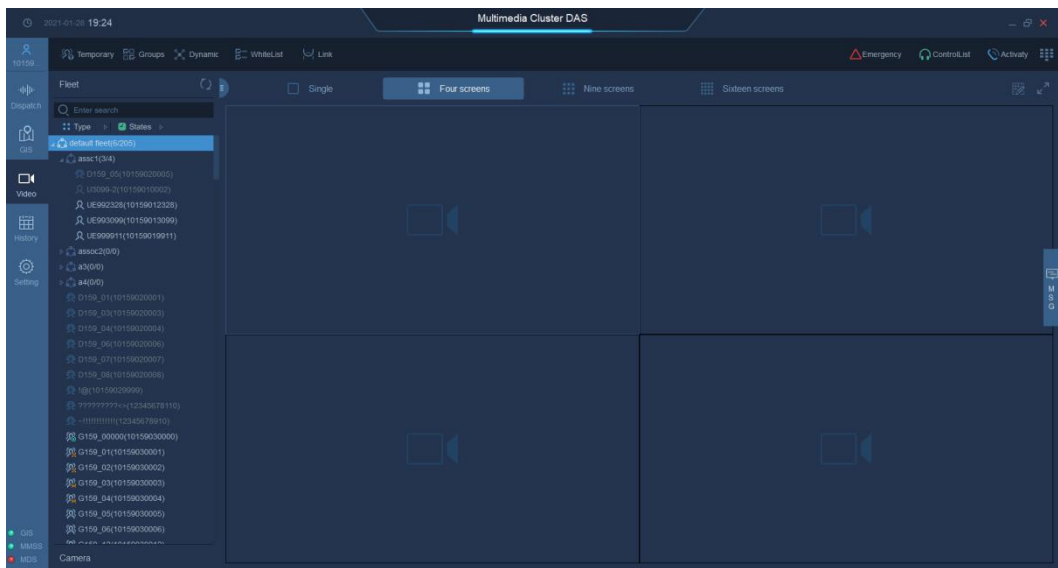 2021-01-28 19:24
Multimedia Cluster DAS
10159...
Temporary Groups Dynamic WhiteList Link
Emergency ControlList Activaty
Dispatch
GIS
Video
History
Setting
GIS
MMSS
MDS
Fleet
Enter search
Type States
default fleet(6/205)
assc1(3/4)
D159_05(10159020005)
U3099-2(10159010002)
UE992328(10159012328)
UE993099(10159013099)
UE999911(10159019911)
assoc2(0/0)
a3(0/0)
a4(0/0)
D159_01(10159020001)
D159_03(10159020003)
D159_04(10159020004)
D159_06(10159020006)
D159_07(10159020007)
D159_08(10159020008)
!@(10159029999)
?????????<>(12345678110)
~!!!!!!!!!!!!(12345678910)
G159_00000(10159030000)
G159_01(10159030001)
G159_02(10159030002)
G159_03(10159030003)
G159_04(10159030004)
G159_05(10159030005)
G159_06(10159030006)
Camera
Single Four screens Nine screens Sixteen screens
M
S
G